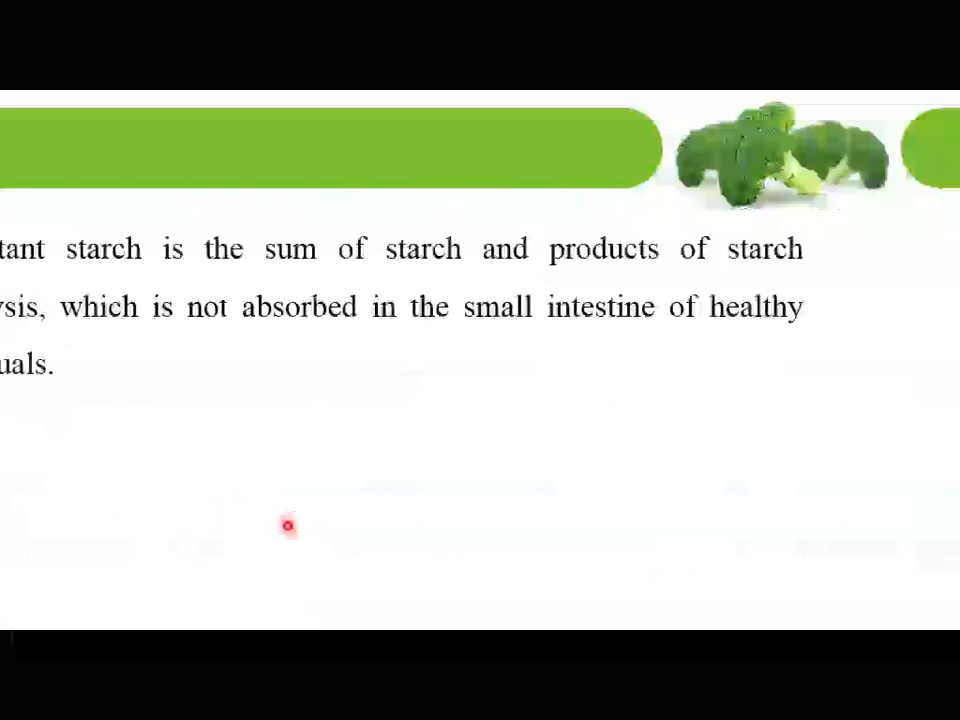 tant starch is the sum of starch and products of starch
ysis, which is not absorbed in the small intestine of healthy
uals.